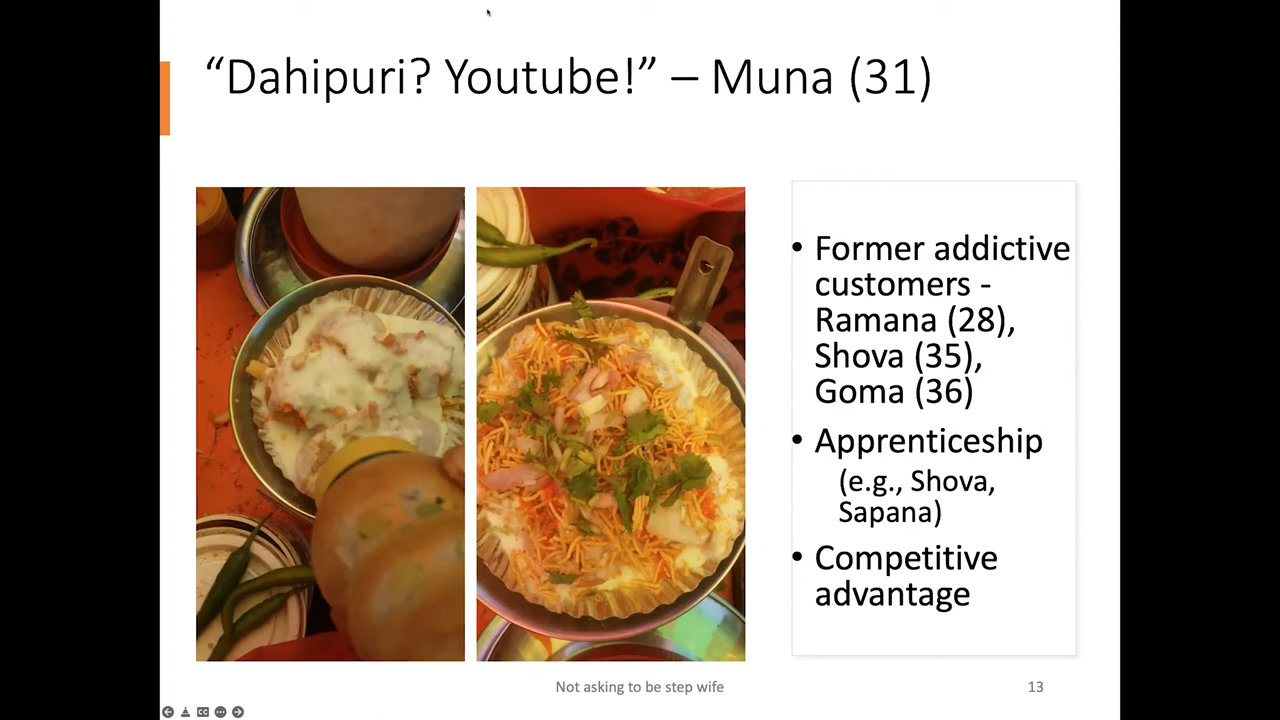 “Dahipuri? Youtube!” – Muna (31)
• Former addictive
customers -
Ramana (28),
Shova (35),
Goma (36)
• Apprenticeship
(e.g., Shova,
Sapana)
• Competitive
advantage
Not asking to be step wife
13
CC